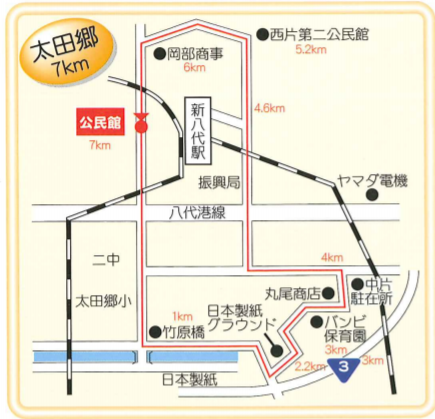 太田郷
7km
岡部商事
6km
西片第二公民館
5.2km
4.6km
公民館
7km
新八代駅
振興局
ヤマダ電機
八代港線
二中
4km
太田郷小
丸尾商店
中片
駐在所
1km
竹原橋
日本製紙
グラウンド
バンビ
保育園
3km
2.2km
3
3km
日本製紙